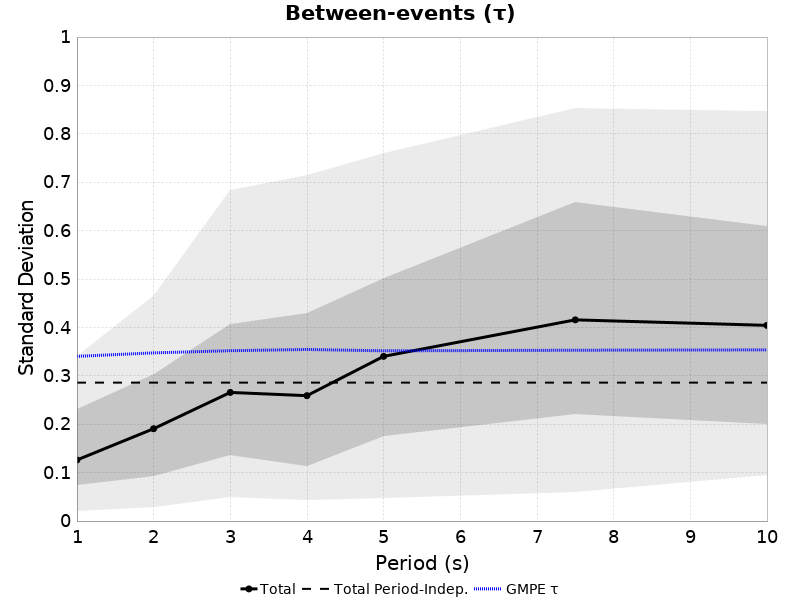 Between-events (τ)
1
0.9
0.8
0.7
0.6
0.5
0.4
0.3
0.2
0.1
0
Standard Deviation
1 2 3 4 5 6 7 8 9 10
Period (s)
Total Total Period-Indep. GMPE τ